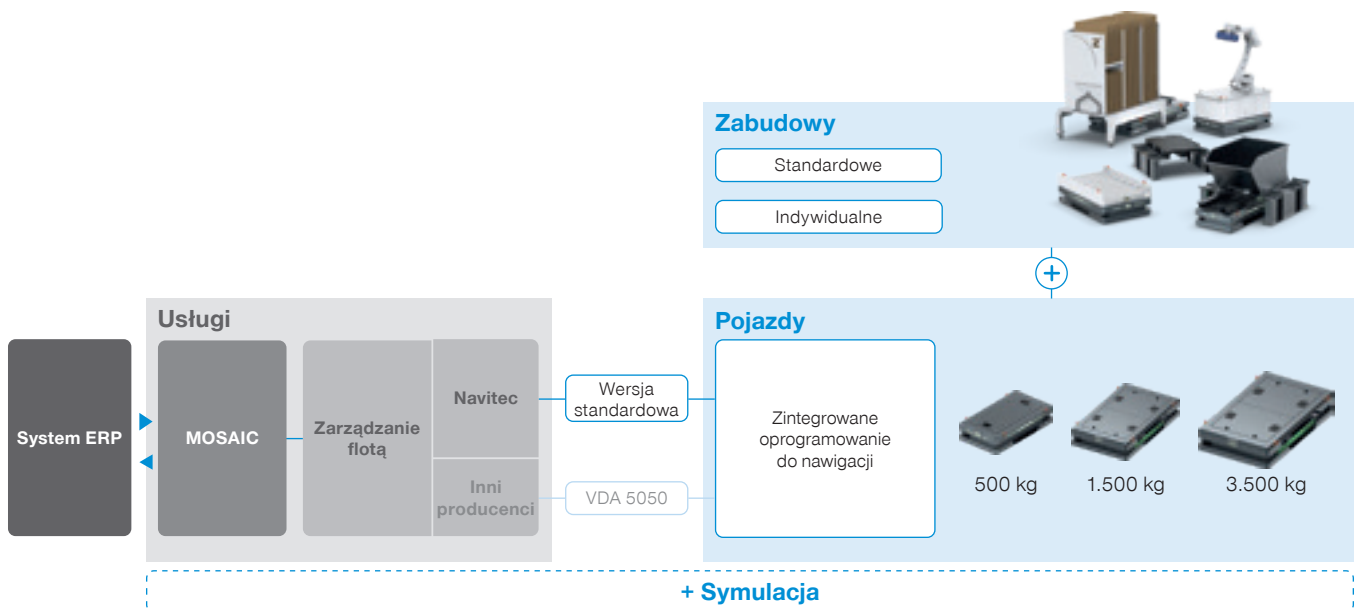 Zabudowy
Standardowe
Indywidualne
+
Usługi
System ERP
MOSAIC
Zarządzanie
flotą
Navitec
Inni
producenci
Wersja
standardowa
VDA 5050
Pojazdy
Zintegrowane
oprogramowanie
do nawigacji
500 kg
1.500 kg
3.500 kg
+ Symulacja